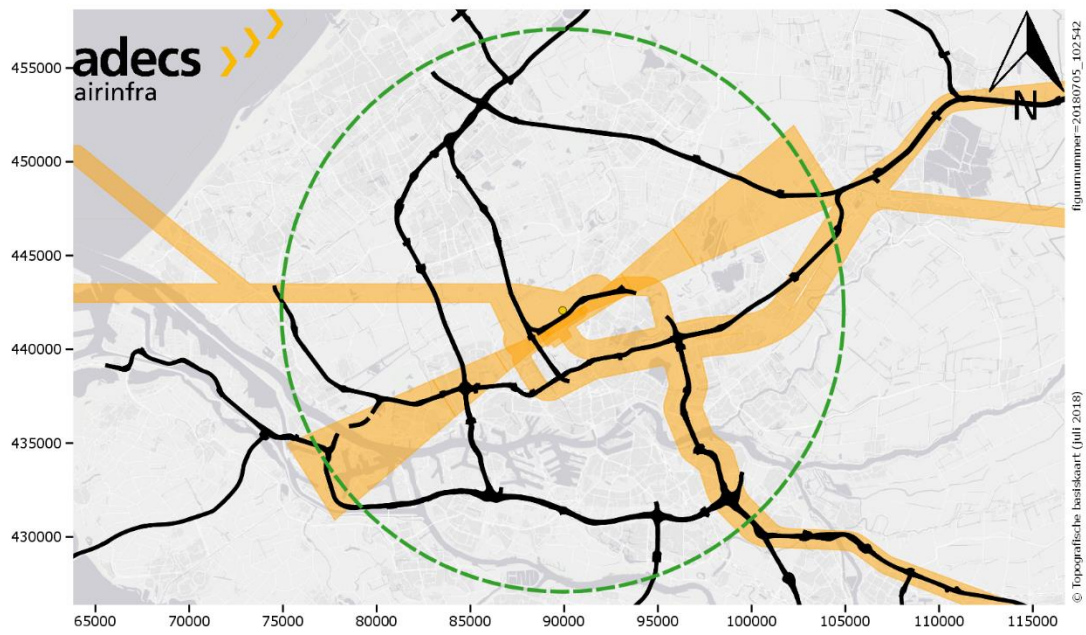 adecs
airinfra
N
figuurnummer=20180705_102542
© Topografische basiskaart (juli 2018)
455000
450000
445000
440000
435000
430000
65000 70000 75000 80000 85000 90000 95000 100000 105000 110000 115000